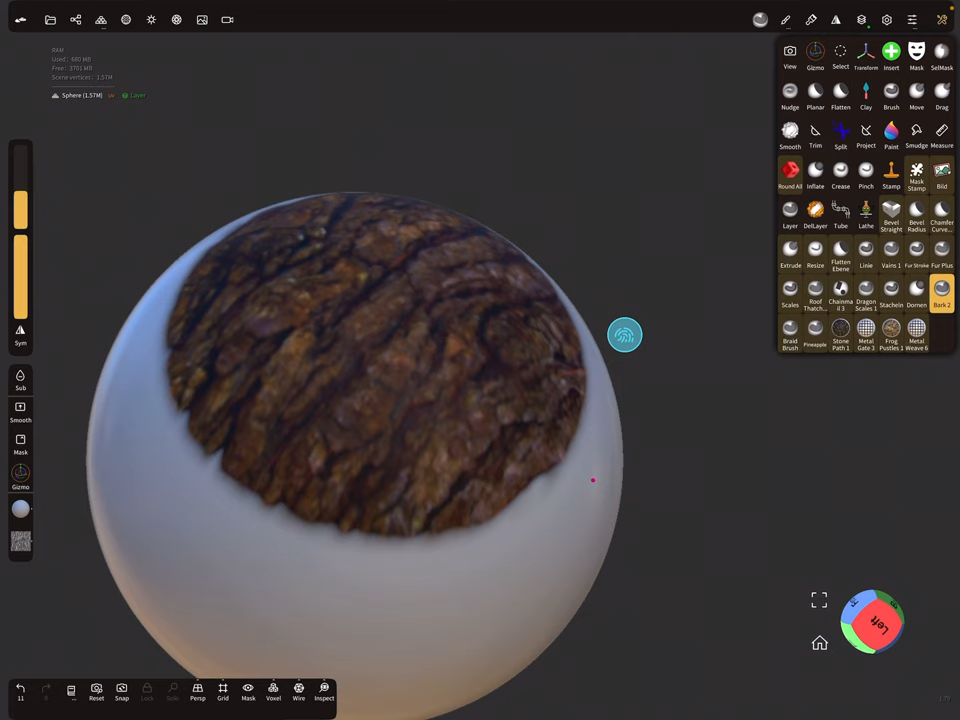 RAM
Used: 680 MB
Free: 3701 MB
Scene vertices: 1.57M
Sphere (1.57M) UV Layer
View Gizmo Select Transform Insert Mask SelMask
Nudge Planar Flatten Clay Brush Move Drag
Smooth Trim Split Project Paint Smudge Measure
Round All Inflate Crease Pinch Stamp Mask Stamp Bild
Layer DelLayer Tube Lathe Bevel Straight Bevel Radius Chamfer Curve...
Extrude Resize Flatten Ebene Linie Vains 1 Fur Stroke Fur Plus
Scales Roof Thatch... Chainmail 3 Dragon Scales 1 Stacheln Dornen Bark 2
Braid Brush Pineapple Stone Path 1 Metal Gate 3 Frog Pustles 1 Metal Weave 6
Sym
Sub
Smooth
Mask
Gizmo
Left
11 0 ... Reset Snap Lock Solo Persp Grid Mask Voxel Wire Inspect